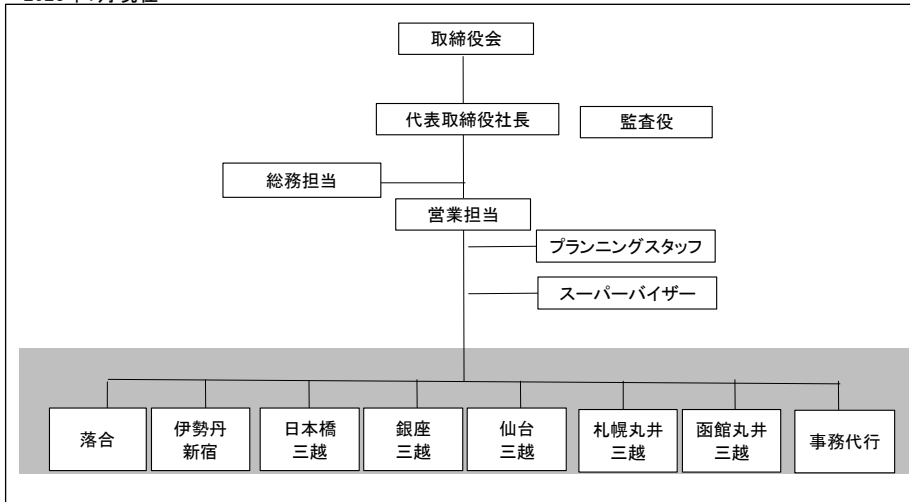 取締役会
代表取締役社長
監査役
総務担当
営業担当
プランニングスタッフ
スーパーバイザー
落合
伊勢丹
新宿
日本橋
三越
銀座
三越
仙台
三越
札幌丸井
三越
函館丸井
三越
事務代行